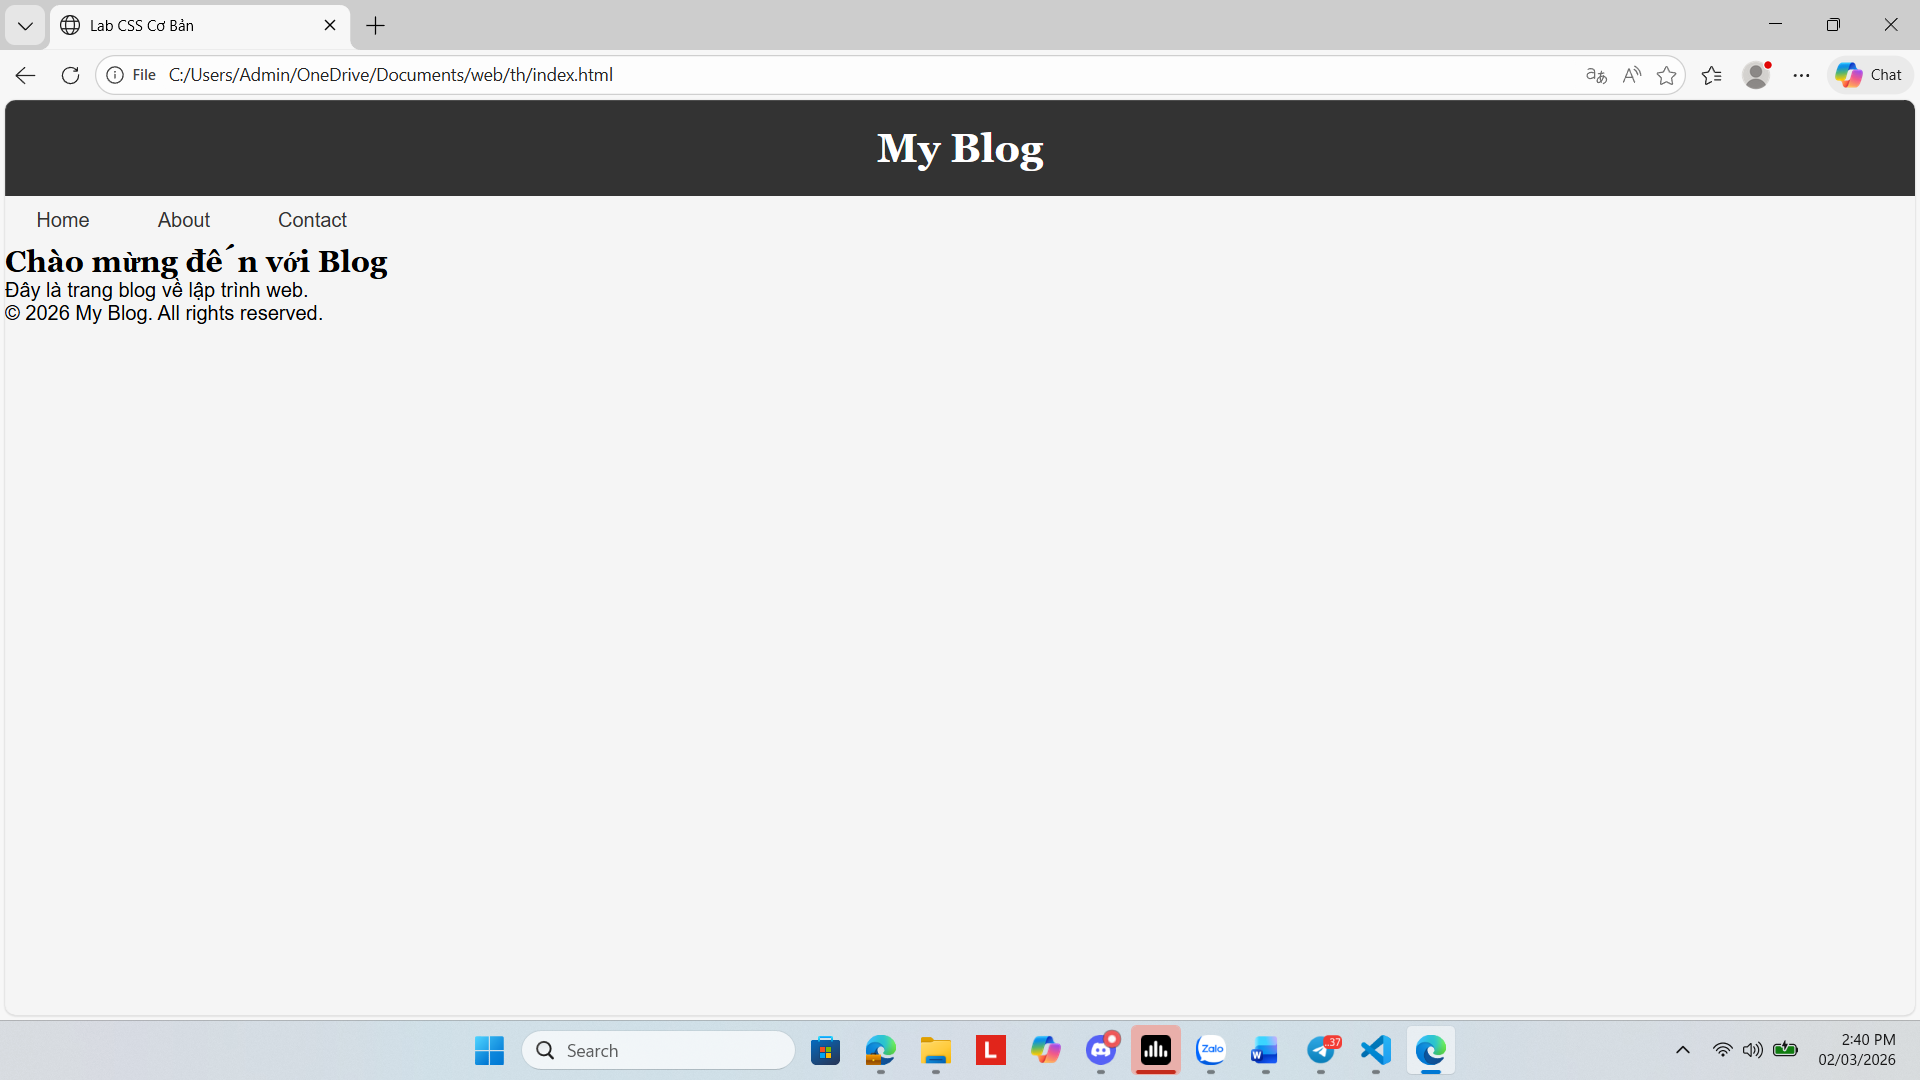 Lab CSS Cơ Bản
File C:/Users/Admin/OneDrive/Documents/web/th/index.html
Chat
My Blog
Home About Contact
Chào mừng đến với Blog
Đây là trang blog về lập trình web.
© 2026 My Blog. All rights reserved.
Search
L
Zalo
W
..37
2:40 PM
02/03/2026